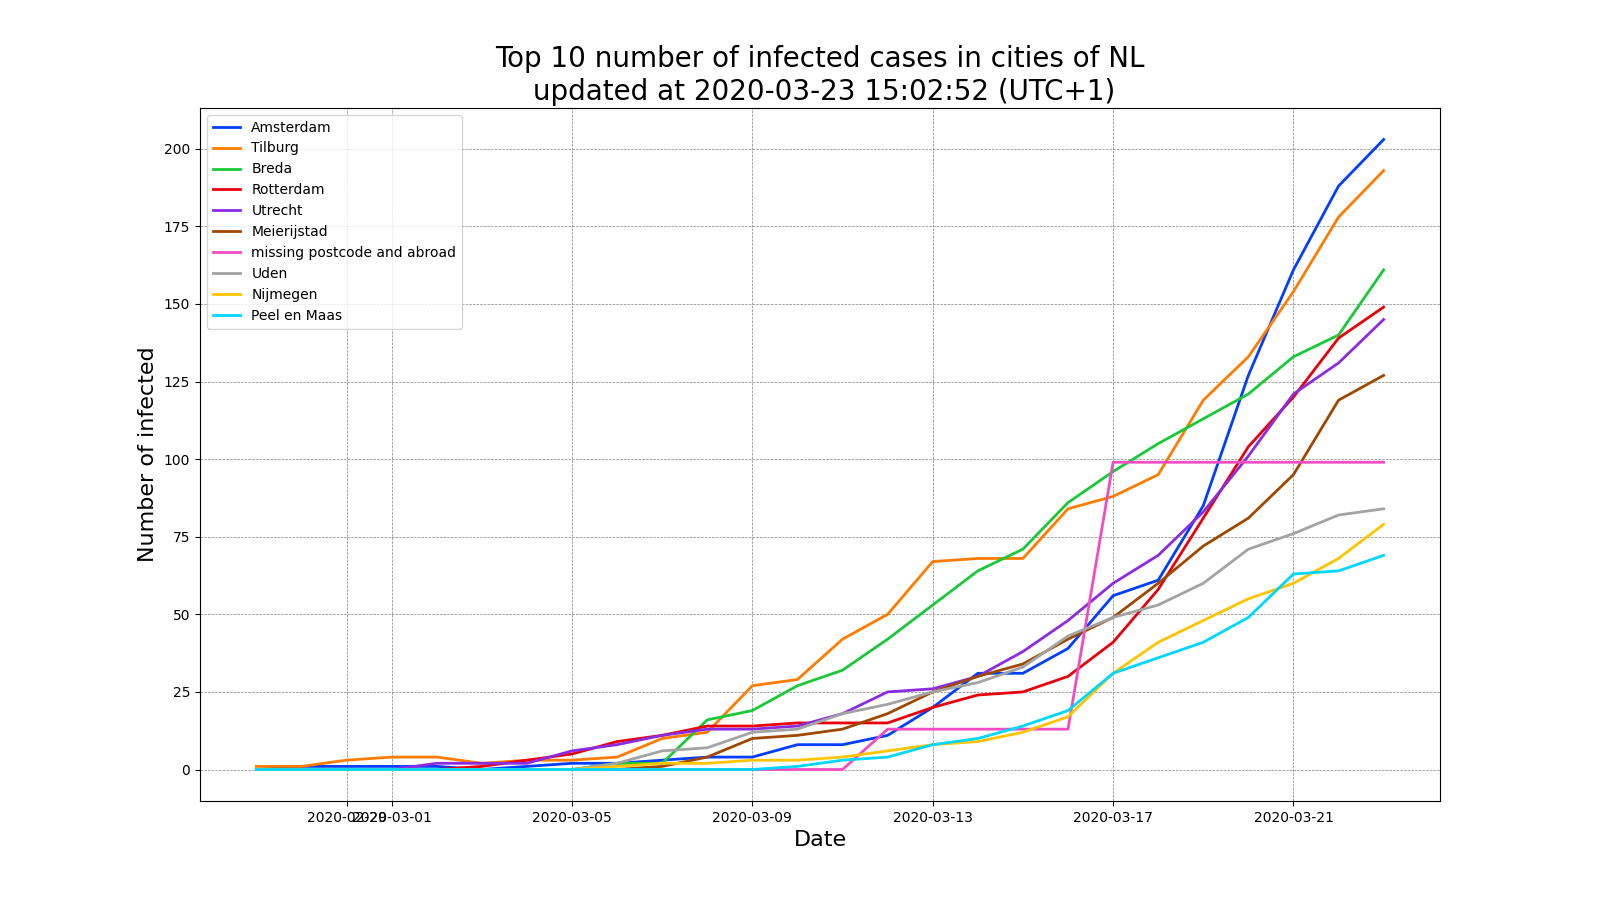 Top 10 number of infected cases in cities of NL
updated at 2020-03-23 15:02:52 (UTC+1)
Amsterdam
Tilburg
Breda
Rotterdam
Utrecht
Meierijstad
missing postcode and abroad
Uden
Nijmegen
Peel en Maas
Number of infected
200
175
150
125
100
75
50
25
0
2020-02-29
2020-03-01
2020-03-05
2020-03-09
2020-03-13
2020-03-17
2020-03-21
Date